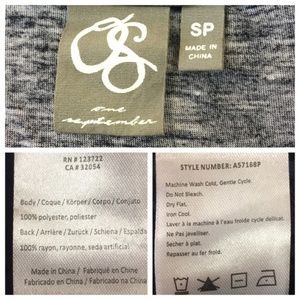 SP
MADE IN
CHINA
one
september
RN # 123722
CA # 32054
Body / Coque / Körper / Corpo / Conjuto
100% polyester, poliester
Back / Arrière / Zurück / Schiena / Espalda
100% rayon, rayonne, seda artificial
Made in China / Fabriqué en Chine
Fabricado en China / Fabricado na China
STYLE NUMBER: A57168P
Machine Wash Cold, Gentle Cycle.
Do Not Bleach.
Dry Flat.
Iron Cool.
Laver à la machine à l'eau froide cycle délicat.
Ne Pas javelliser.
Sécher à plat.
Repasser au fer froid.